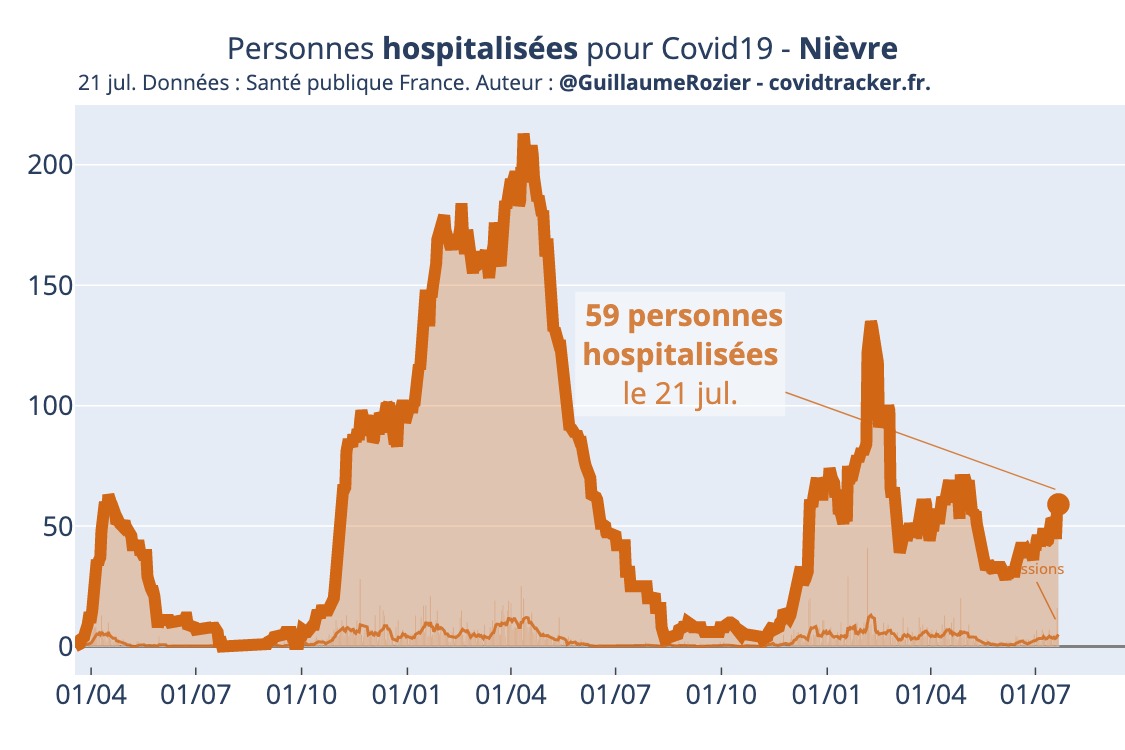 Personnes hospitalisées pour Covid19 - Nièvre
21 jul. Données : Santé publique France. Auteur : @GuillaumeRozier - covidtracker.fr.
200
150
59 personnes
hospitalisées
le 21 jul.
100
50
ssions
0
01/04 01/07 01/10 01/01 01/04 01/07 01/10 01/01 01/04 01/07